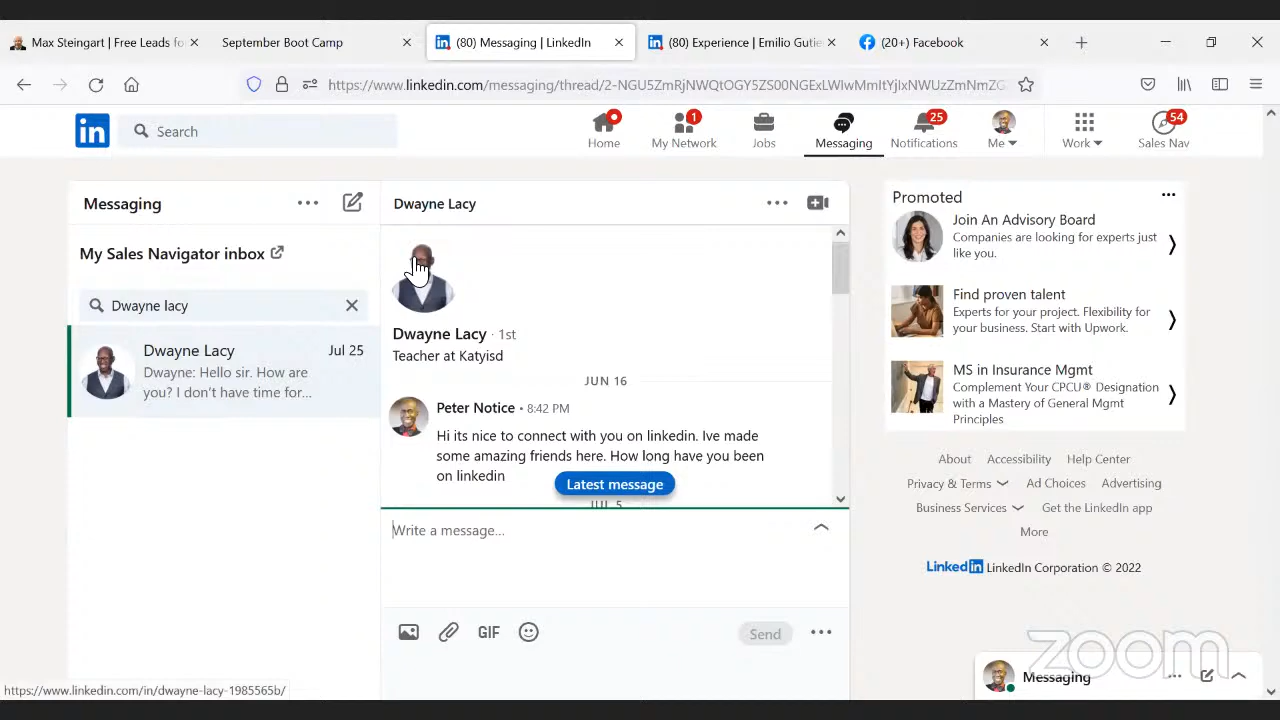 Max Steingart | Free Leads fo
September Boot Camp
(80) Messaging | LinkedIn
(80) Experience | Emilio Gutie
(20+) Facebook
https://www.linkedin.com/messaging/thread/2-
in
Search
Home
1
My Network
Jobs
Messaging
25
Notifications
Me
Work
54
Sales Nav
Messaging
My Sales Navigator inbox
Dwayne lacy
Dwayne Lacy
Jul 25
Dwayne: Hello sir. How are
you? I don't have time for...
Dwayne Lacy
Dwayne Lacy · 1st
Teacher at Katyisd
JUN 16
Peter Notice • 8:42 PM
Hi its nice to connect with you on linkedin. Ive made
some amazing friends here. How long have you been
on linkedin
Latest message
JUL 5
Write a message...
GIF
Send
Promoted
Join An Advisory Board
Companies are looking for experts just
like you.
Find proven talent
Experts for your project. Flexibility for
your business. Start with Upwork.
MS in Insurance Mgmt
Complement Your CPCU® Designation
with a Mastery of General Mgmt
Principles
About Accessibility Help Center
Privacy & Terms Ad Choices Advertising
Business Services Get the LinkedIn app
More
LinkedIn LinkedIn Corporation © 2022
zoom
Messaging
https://www.linkedin.com/in/dwayne-lacy-1985565b/